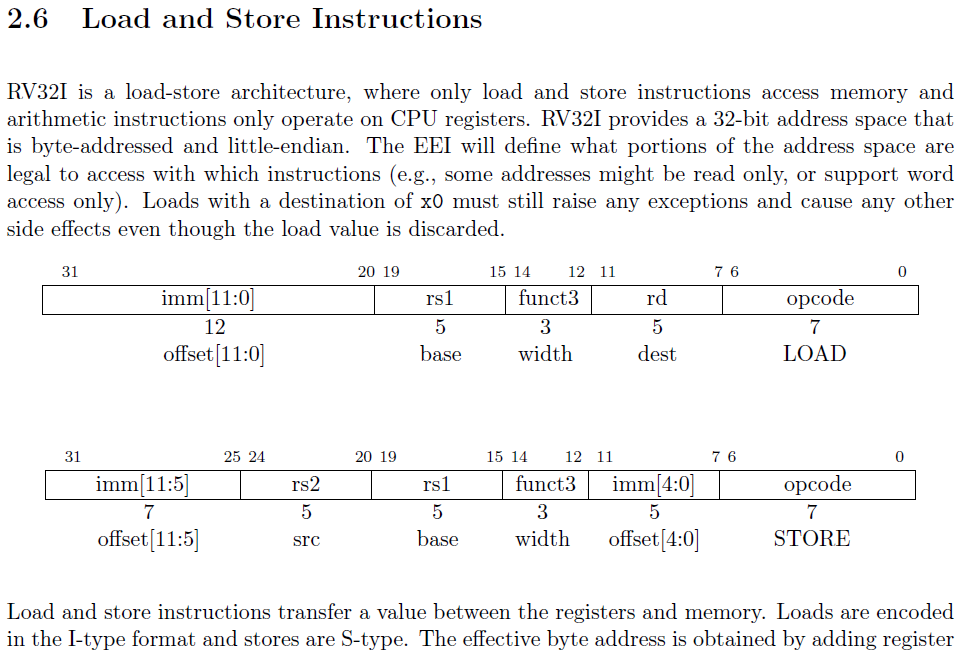 2.6 Load and Store Instructions
RV32I is a load-store architecture, where only load and store instructions access memory and
arithmetic instructions only operate on CPU registers. RV32I provides a 32-bit address space that
is byte-addressed and little-endian. The EEI will define what portions of the address space are
legal to access with which instructions (e.g., some addresses might be read only, or support word
access only). Loads with a destination of x0 must still raise any exceptions and cause any other
side effects even though the load value is discarded.
31 20 19 15 14 12 11 7 6 0
imm[11:0] rs1 funct3 rd opcode
12 5 3 5 7
offset[11:0] base width dest LOAD
31 25 24 20 19 15 14 12 11 7 6 0
imm[11:5] rs2 rs1 funct3 imm[4:0] opcode
7 5 5 3 5 7
offset[11:5] src base width offset[4:0] STORE
Load and store instructions transfer a value between the registers and memory. Loads are encoded
in the I-type format and stores are S-type. The effective byte address is obtained by adding register